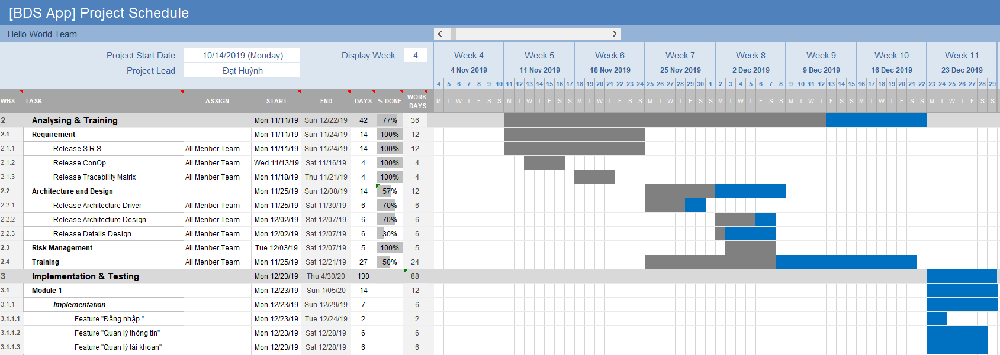 [BDS App] Project Schedule
Hello World Team
Project Start Date 10/14/2019 (Monday) Display Week 4 Week 4 Week 5 Week 6 Week 7 Week 8 Week 9 Week 10 Week 11
Project Lead Đạt Huỳnh 4 Nov 2019 11 Nov 2019 18 Nov 2019 25 Nov 2019 2 Dec 2019 9 Dec 2019 16 Dec 2019 23 Dec 2019
4 5 6 7 8 9 10 11 12 13 14 15 16 17 18 19 20 21 22 23 24 25 26 27 28 29 30 1 2 3 4 5 6 7 8 9 10 11 12 13 14 15 16 17 18 19 20 21 22 23 24 25 26 27 28 29
WBS TASK ASSIGN START END DAYS % DONE WORK DAYS M T W T F S S M T W T F S S M T W T F S S M T W T F S S M T W T F S S M T W T F S S M T W T F S S M T W T F S S
2 Analysing & Training Mon 11/11/19 Sun 12/22/19 42 77% 36
2.1 Requirement Mon 11/11/19 Sun 11/24/19 14 100% 12
2.1.1 Release S.R.S All Menber Team Mon 11/11/19 Sun 11/24/19 14 100% 12
2.1.2 Release ConOp All Menber Team Wed 11/13/19 Sat 11/16/19 4 100% 4
2.1.3 Release Tracebility Matrix All Menber Team Mon 11/18/19 Thu 11/21/19 4 100% 4
2.2 Architecture and Design Mon 11/25/19 Sun 12/08/19 14 57% 12
2.2.1 Release Architecture Driver All Menber Team Mon 11/25/19 Sat 11/30/19 6 70% 6
2.2.2 Release Architecture Design All Menber Team Mon 12/02/19 Sat 12/07/19 6 70% 6
2.2.3 Release Details Design All Menber Team Mon 12/02/19 Sat 12/07/19 6 30% 6
2.3 Risk Management All Menber Team Tue 12/03/19 Sat 12/07/19 5 100% 5
2.4 Training All Menber Team Mon 11/25/19 Sat 12/21/19 27 50% 24
3 Implementation & Testing Mon 12/23/19 Thu 4/30/20 130 88
3.1 Module 1 Mon 12/23/19 Sun 1/05/20 14 12
3.1.1 Implementation Mon 12/23/19 Sun 12/29/19 7 6
3.1.1.1 Feature "Đăng nhập " Mon 12/23/19 Tue 12/24/19 2 2
3.1.1.2 Feature "Quản lý thông tin" Mon 12/23/19 Sat 12/28/19 6 6
3.1.1.3 Feature "Quản lý tài khoản" Mon 12/23/19 Sat 12/28/19 6 6